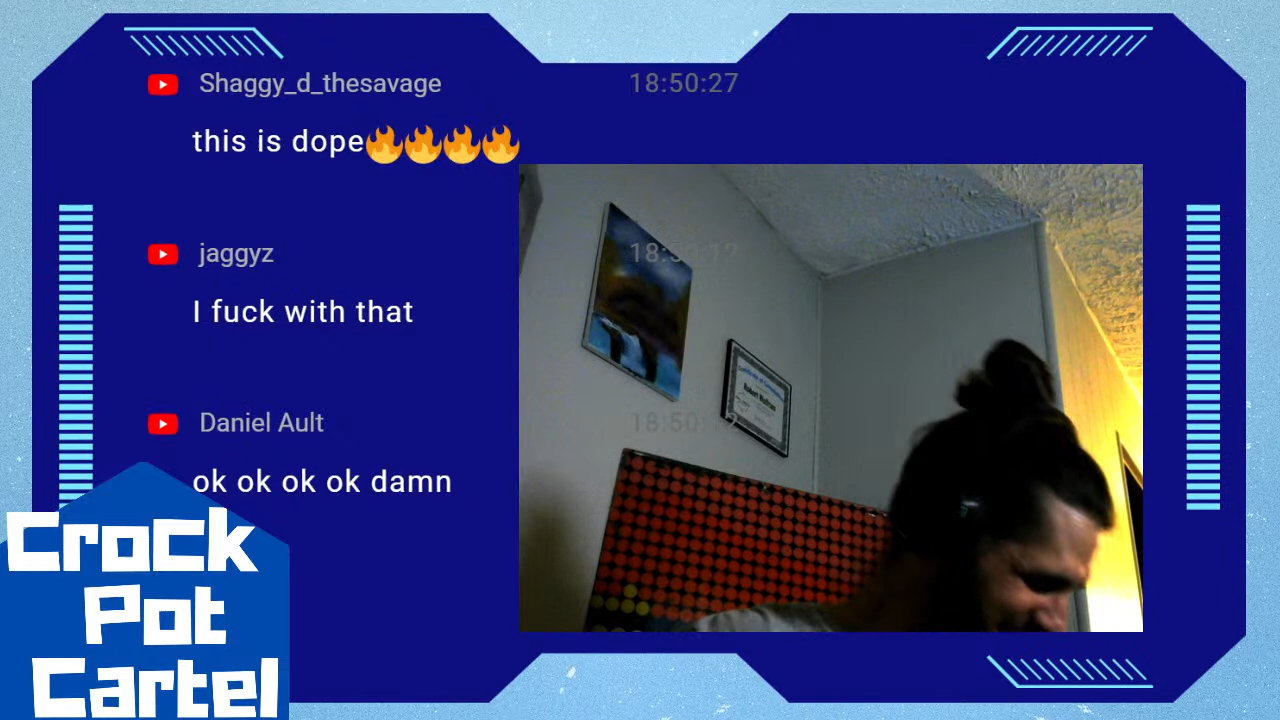 Shaggy_d_thesavage 18:50:27
this is dope🔥🔥🔥🔥
jaggyz
I fuck with that
Daniel Ault
ok ok ok ok damn
Crock
Pot
Cartel